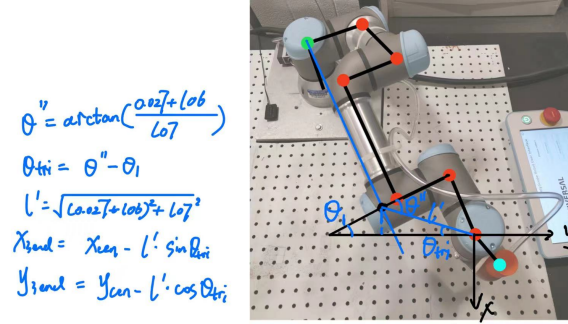 θ'' = arctan(0.027+l06 / l07)
θtri = θ'' - θ1
l' = √(0.027+l06)² + l07²
x3end = xcen - l' · sinθtri
y3end = ycen - l' · cosθtri
θ1
θ''
l'
θtri
y
x
VERSAL